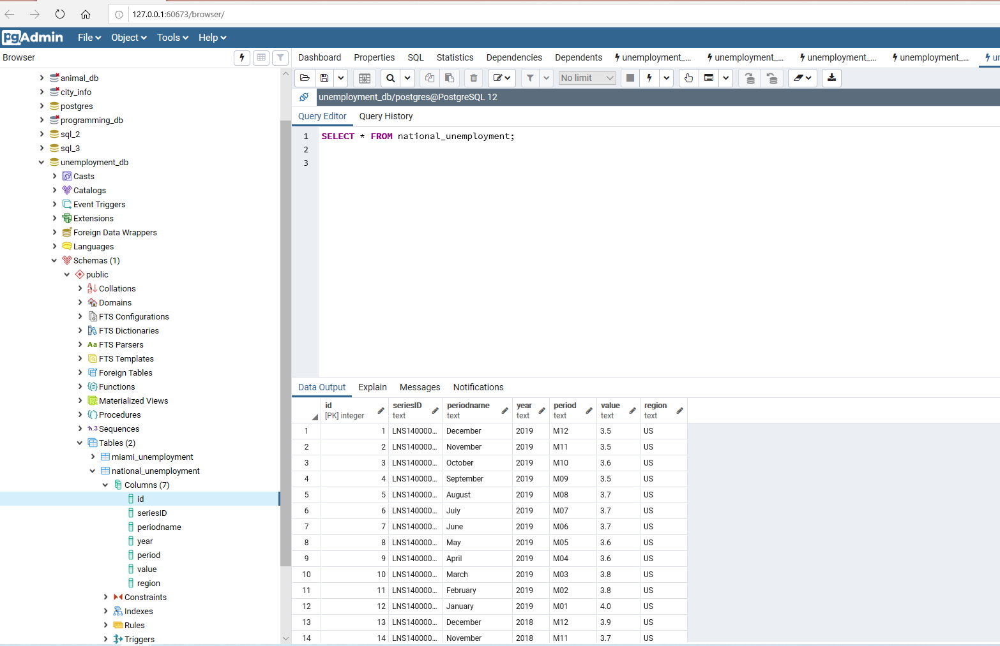 127.0.0.1:60673/browser/
pgAdmin File Object Tools Help
Browser
Dashboard Properties SQL Statistics Dependencies Dependents unemployment_... unemployment_... unemployment_... unemployment_... ur
No limit
unemployment_db/postgres@PostgreSQL 12
Query Editor Query History
1 SELECT * FROM national_unemployment;
2
3
animal_db
city_info
postgres
programming_db
sql_2
sql_3
unemployment_db
Casts
Catalogs
Event Triggers
Extensions
Foreign Data Wrappers
Languages
Schemas (1)
public
Collations
Domains
FTS Configurations
FTS Dictionaries
Aa FTS Parsers
FTS Templates
Foreign Tables
Functions
Materialized Views
Procedures
1..3 Sequences
Tables (2)
miami_unemployment
national_unemployment
Columns (7)
id
seriesID
periodname
year
period
value
region
Constraints
Indexes
Rules
Triggers
Data Output Explain Messages Notifications
id seriesID periodname year period value region
[PK] integer text text text text text text
1 1 LNS140000... December 2019 M12 3.5 US
2 2 LNS140000... November 2019 M11 3.5 US
3 3 LNS140000... October 2019 M10 3.6 US
4 4 LNS140000... September 2019 M09 3.5 US
5 5 LNS140000... August 2019 M08 3.7 US
6 6 LNS140000... July 2019 M07 3.7 US
7 7 LNS140000... June 2019 M06 3.7 US
8 8 LNS140000... May 2019 M05 3.6 US
9 9 LNS140000... April 2019 M04 3.6 US
10 10 LNS140000... March 2019 M03 3.8 US
11 11 LNS140000... February 2019 M02 3.8 US
12 12 LNS140000... January 2019 M01 4.0 US
13 13 LNS140000... December 2018 M12 3.9 US
14 14 LNS140000... November 2018 M11 3.7 US